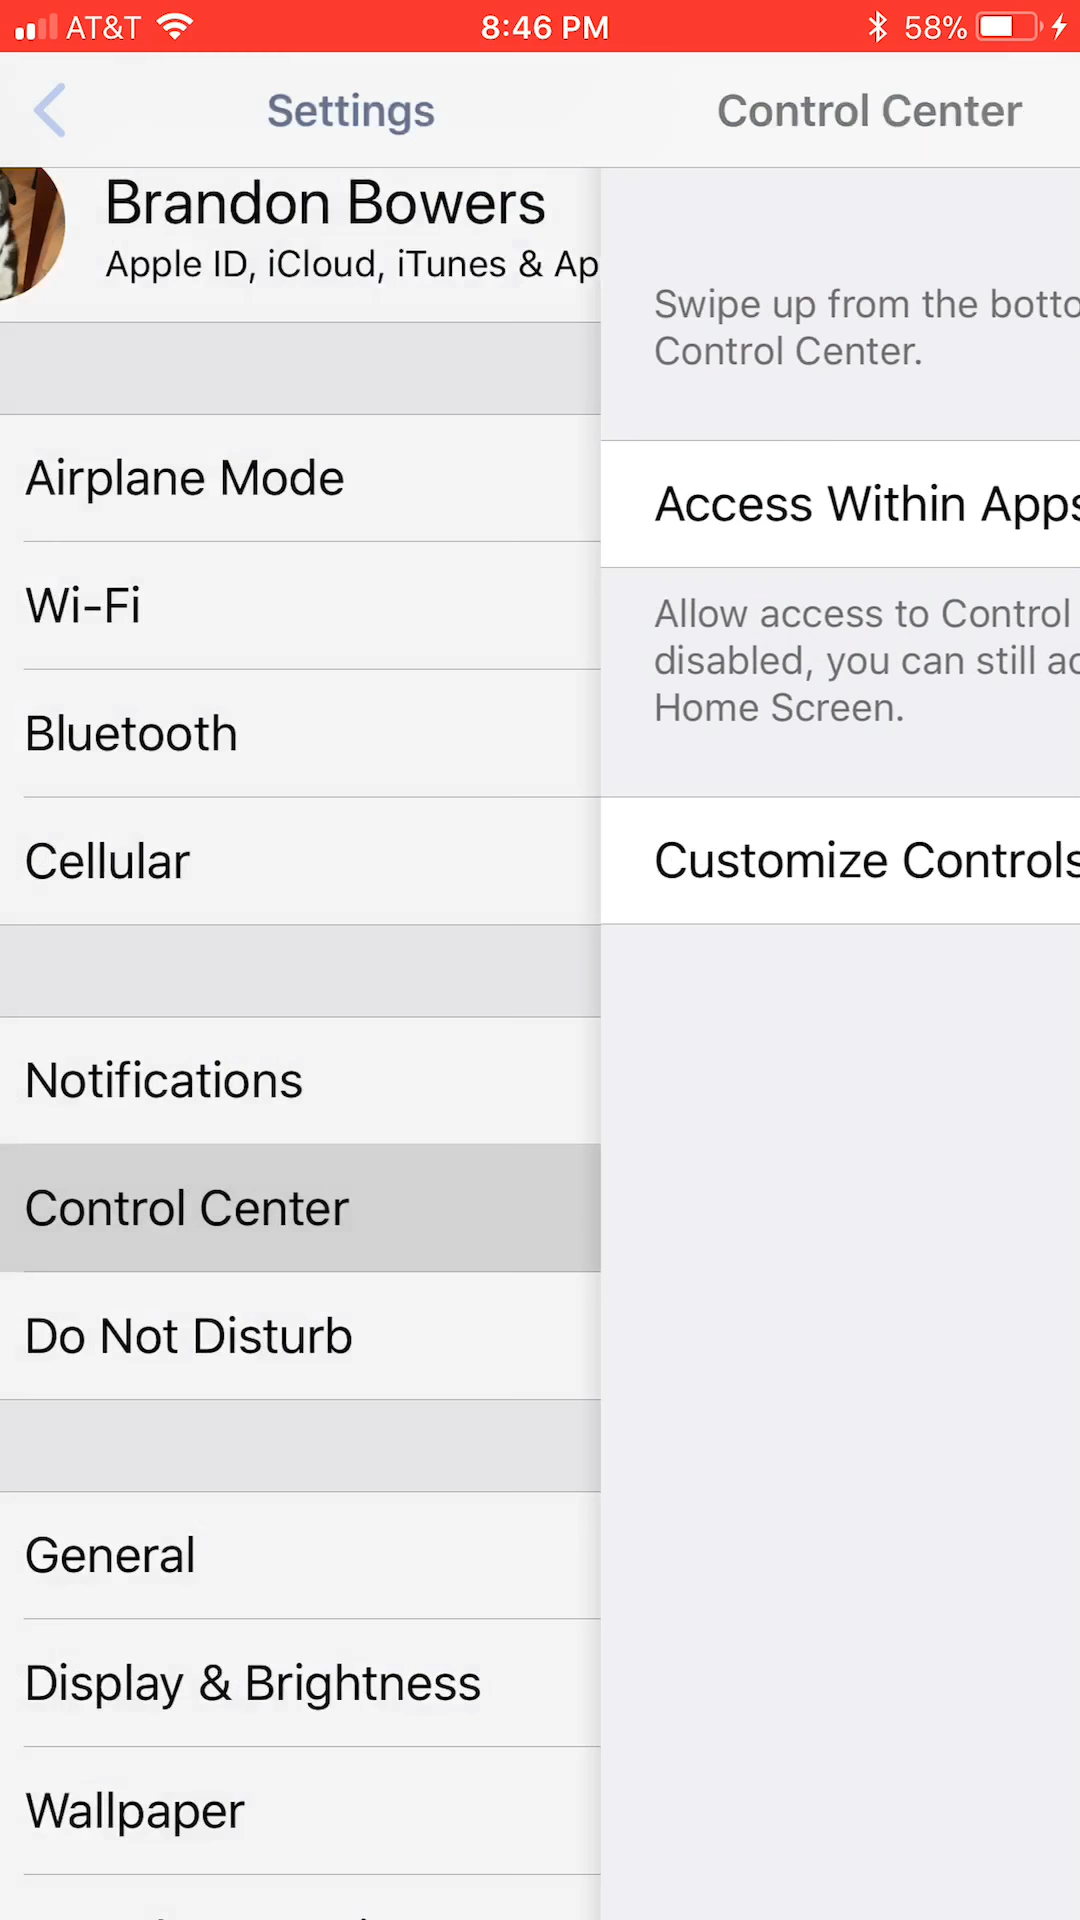 AT&T 8:46 PM 58%
Settings
Control Center
Brandon Bowers
Apple ID, iCloud, iTunes & Ap
Airplane Mode
Wi-Fi
Bluetooth
Cellular
Notifications
Control Center
Do Not Disturb
General
Display & Brightness
Wallpaper
Swipe up from the botto
Control Center.
Access Within Apps
Allow access to Control
disabled, you can still ac
Home Screen.
Customize Controls